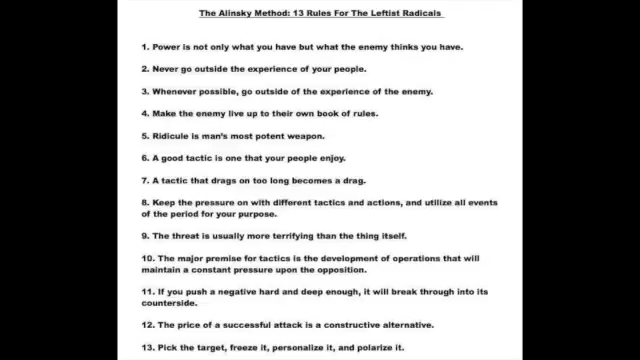 The Alinsky Method: 13 Rules For The Leftist Radicals
1. Power is not only what you have but what the enemy thinks you have.
2. Never go outside the experience of your people.
3. Whenever possible, go outside of the experience of the enemy.
4. Make the enemy live up to their own book of rules.
5. Ridicule is man's most potent weapon.
6. A good tactic is one that your people enjoy.
7. A tactic that drags on too long becomes a drag.
8. Keep the pressure on with different tactics and actions, and utilize all events
of the period for your purpose.
9. The threat is usually more terrifying than the thing itself.
10. The major premise for tactics is the development of operations that will
maintain a constant pressure upon the opposition.
11. If you push a negative hard and deep enough, it will break through into its
counterside.
12. The price of a successful attack is a constructive alternative.
13. Pick the target, freeze it, personalize it, and polarize it.